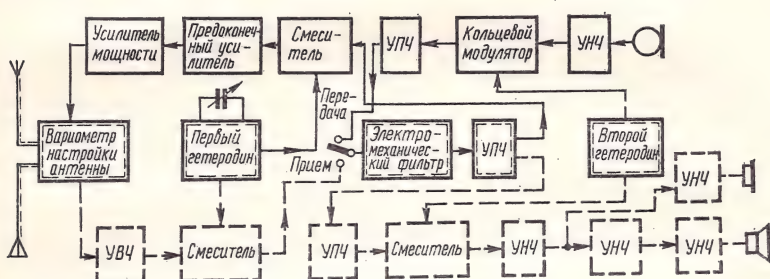 Усилитель
мощности
Предоконеч-
ный уси-
литель
Смеси-
тель
УПЧ
Кольцевой
модулятор
УНЧ
Пере-
дача
Вариометр
настройки
антенны
Первый
гетеродин
Прием
Электро-
механичес-
кий фильтр
УПЧ
Второй
гетеродин
УНЧ
УВЧ
Смеситель
УПЧ
Смеситель
УНЧ
УНЧ
УНЧ